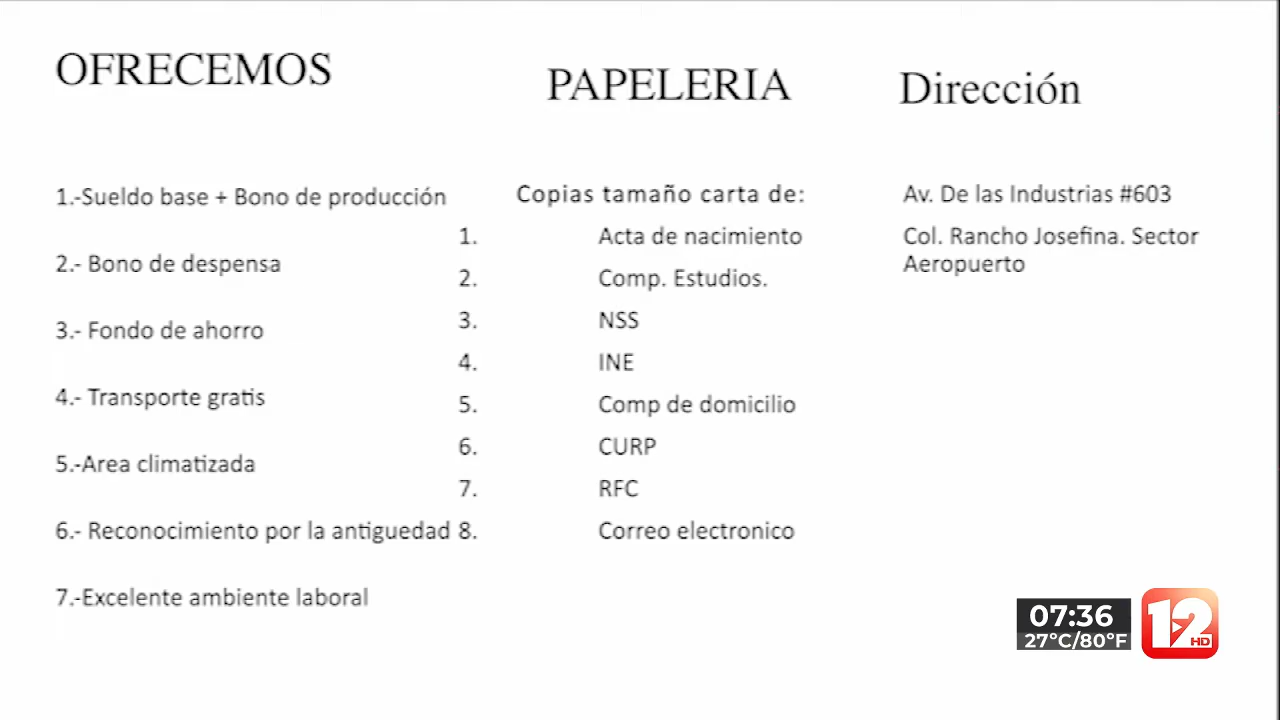 OFRECEMOS
1.-Sueldo base + Bono de producción
2.- Bono de despensa
3.- Fondo de ahorro
4.- Transporte gratis
5.-Area climatizada
6.- Reconocimiento por la antiguedad
7.-Excelente ambiente laboral
PAPELERIA
Copias tamaño carta de:
1. Acta de nacimiento
2. Comp. Estudios.
3. NSS
4. INE
5. Comp de domicilio
6. CURP
7. RFC
8. Correo electronico
Dirección
Av. De las Industrias #603
Col. Rancho Josefina. Sector
Aeropuerto
07:36
27°C/80°F
12
HD